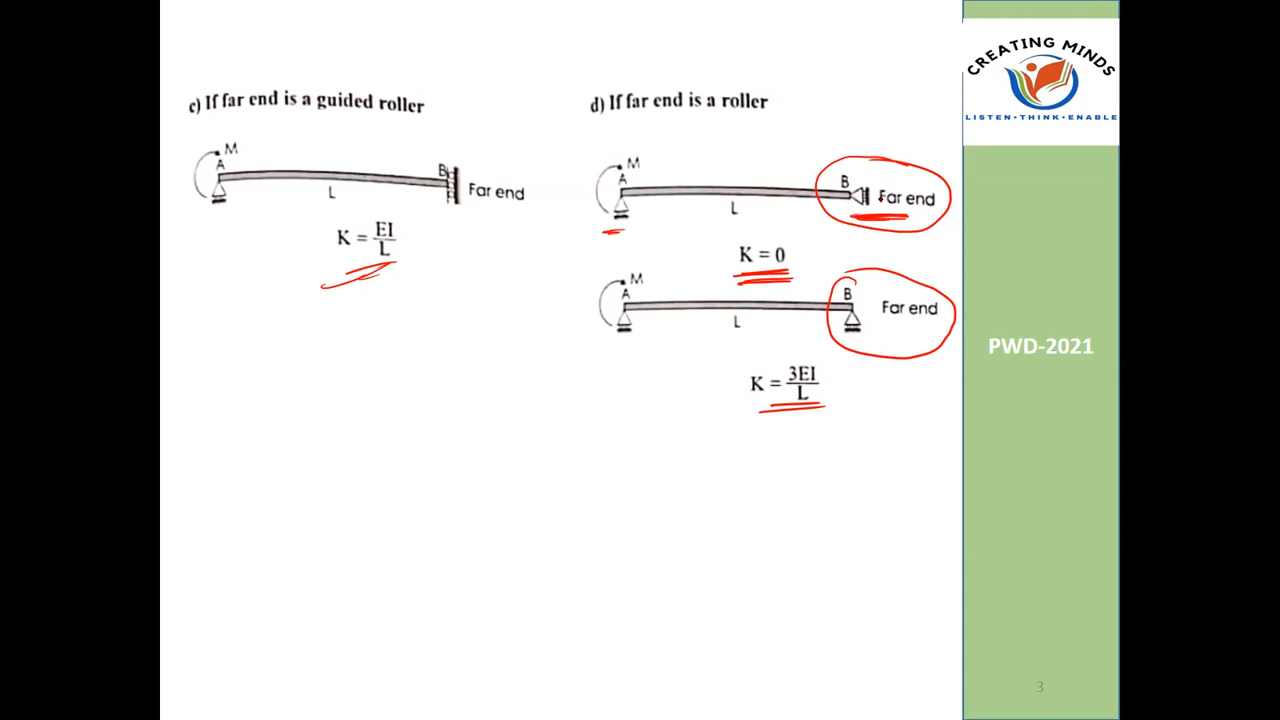 c) If far end is a guided roller
M
A
B
L
Far end
K = EI/L
d) If far end is a roller
M
A
B
Far end
L
K = 0
M
A
B
Far end
L
K = 3EI/L
CREATING MINDS
LISTEN•THINK•ENABLE
PWD-2021
3